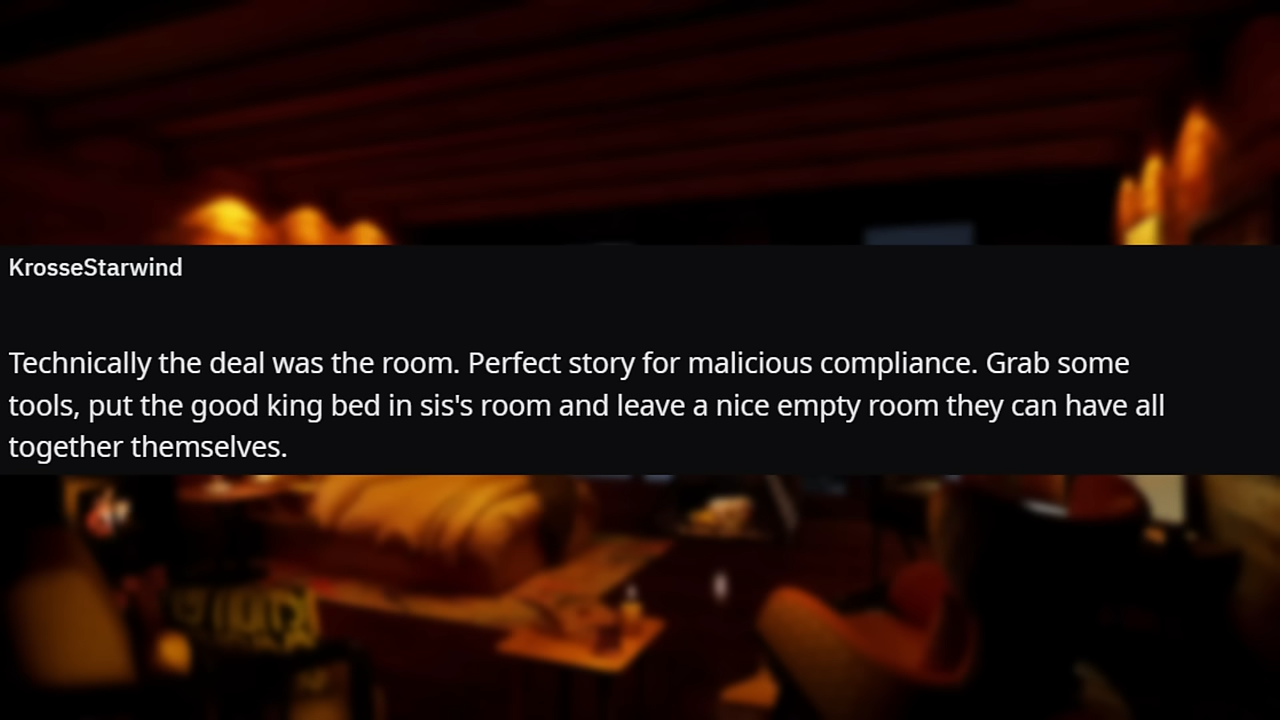 KrosseStarwind
Technically the deal was the room. Perfect story for malicious compliance. Grab some
tools, put the good king bed in sis's room and leave a nice empty room they can have all
together themselves.